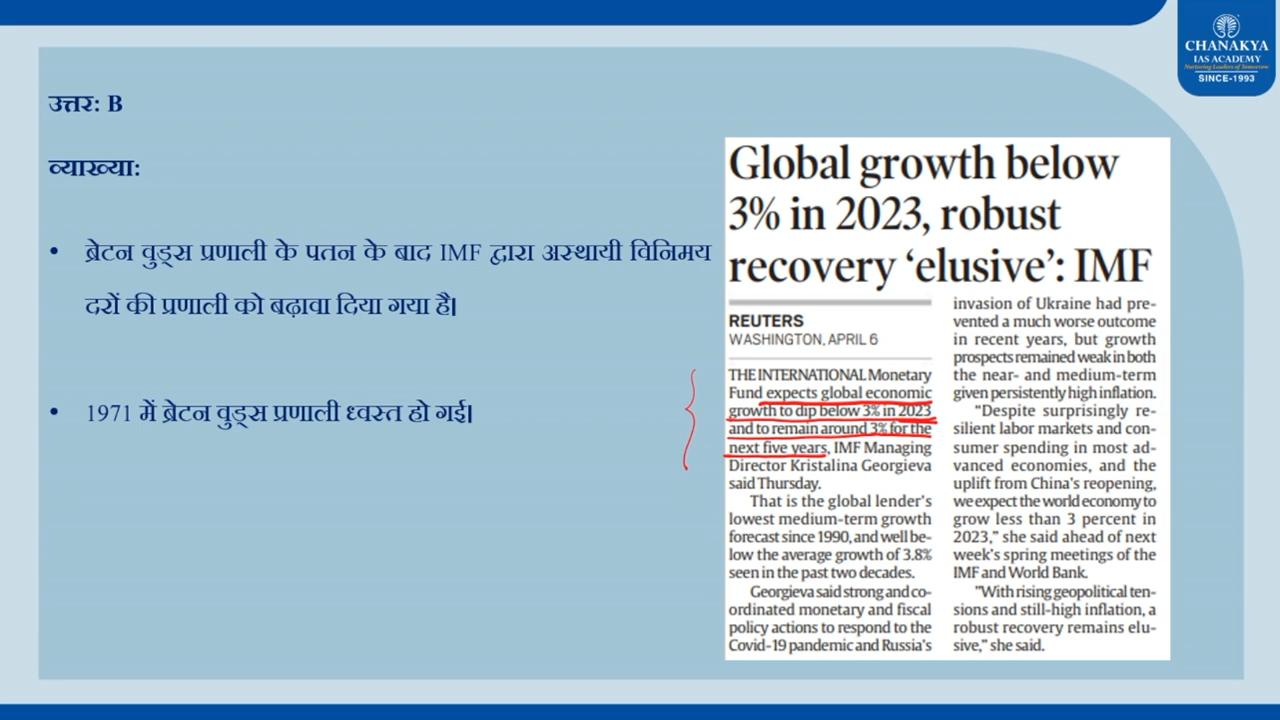 CHANAKYA
IAS ACADEMY
Nurturing Leaders of Tomorrow
SINCE-1993
उत्तर: B
व्याख्या:
• ब्रेटन वुड्स प्रणाली के पतन के बाद IMF द्वारा अस्थायी विनिमय
दरों की प्रणाली को बढ़ावा दिया गया है।
• 1971 में ब्रेटन वुड्स प्रणाली ध्वस्त हो गई।
Global growth below
3% in 2023, robust
recovery ‘elusive’: IMF
REUTERS
WASHINGTON, APRIL 6
THE INTERNATIONAL Monetary
Fund expects global economic
growth to dip below 3% in 2023
and to remain around 3% for the
next five years, IMF Managing
Director Kristalina Georgieva
said Thursday.
That is the global lender's
lowest medium-term growth
forecast since 1990, and well be-
low the average growth of 3.8%
seen in the past two decades.
Georgieva said strong and co-
ordinated monetary and fiscal
policy actions to respond to the
Covid-19 pandemic and Russia's
invasion of Ukraine had pre-
vented a much worse outcome
in recent years, but growth
prospects remained weak in both
the near- and medium-term
given persistently high inflation.
"Despite surprisingly re-
silient labor markets and con-
sumer spending in most ad-
vanced economies, and the
uplift from China's reopening,
we expect the world economy to
grow less than 3 percent in
2023," she said ahead of next
week's spring meetings of the
IMF and World Bank.
"With rising geopolitical ten-
sions and still-high inflation, a
robust recovery remains elu-
sive," she said.